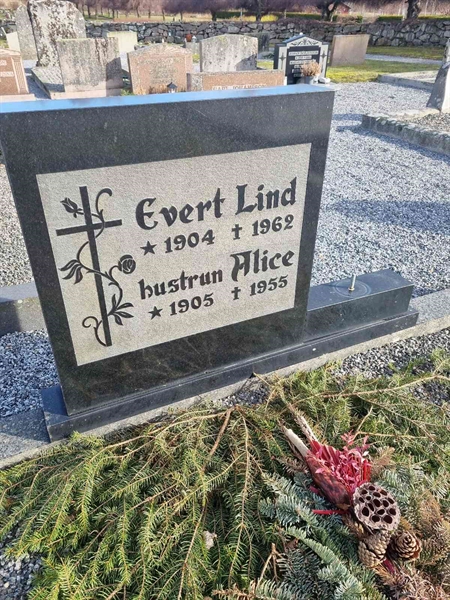 Evert Lind
* 1904 † 1962
hustrun Alice
* 1905 † 1955